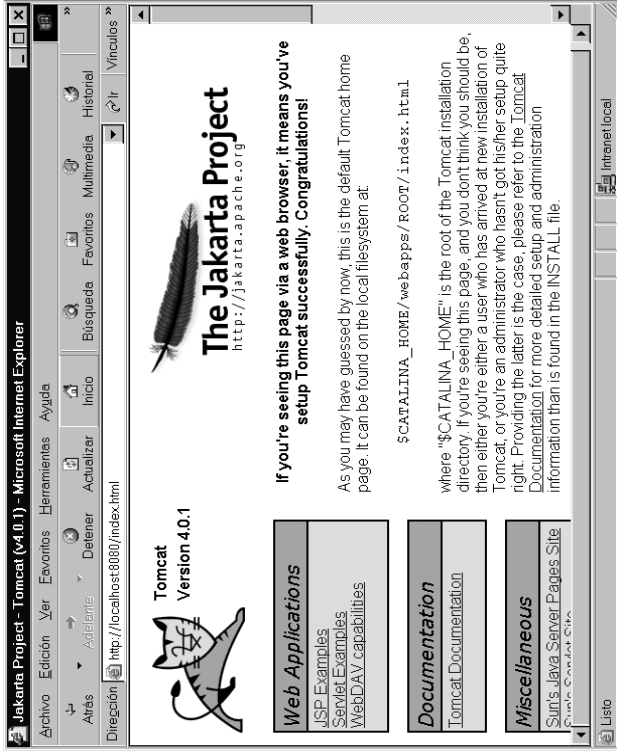 Jakarta Project - Tomcat (v4.0.1) - Microsoft Internet Explorer
Archivo Edición Ver Favoritos Herramientas Ayuda
Atrás Adelante Detener Actualizar Inicio Búsqueda Favoritos Multimedia Historial »
Dirección http://localhost:8080/index.html Ir Vínculos »
Tomcat
Version 4.0.1
The Jakarta Project
http://jakarta.apache.org
Web Applications
JSP Examples
Servlet Examples
WebDAV capabilities
Documentation
Tomcat Documentation
Miscellaneous
Sun's Java Server Pages Site
Sun's Servlet Site
If you're seeing this page via a web browser, it means you've
setup Tomcat successfully. Congratulations!
As you may have guessed by now, this is the default Tomcat home
page. It can be found on the local filesystem at:
$CATALINA_HOME/webapps/ROOT/index.html
where "$CATALINA_HOME" is the root of the Tomcat installation
directory. If you're seeing this page, and you don't think you should be,
then either you're either a user who has arrived at new installation of
Tomcat, or you're an administrator who hasn't got his/her setup quite
right. Providing the latter is the case, please refer to the Tomcat
Documentation for more detailed setup and administration
information than is found in the INSTALL file.
Listo Intranet local